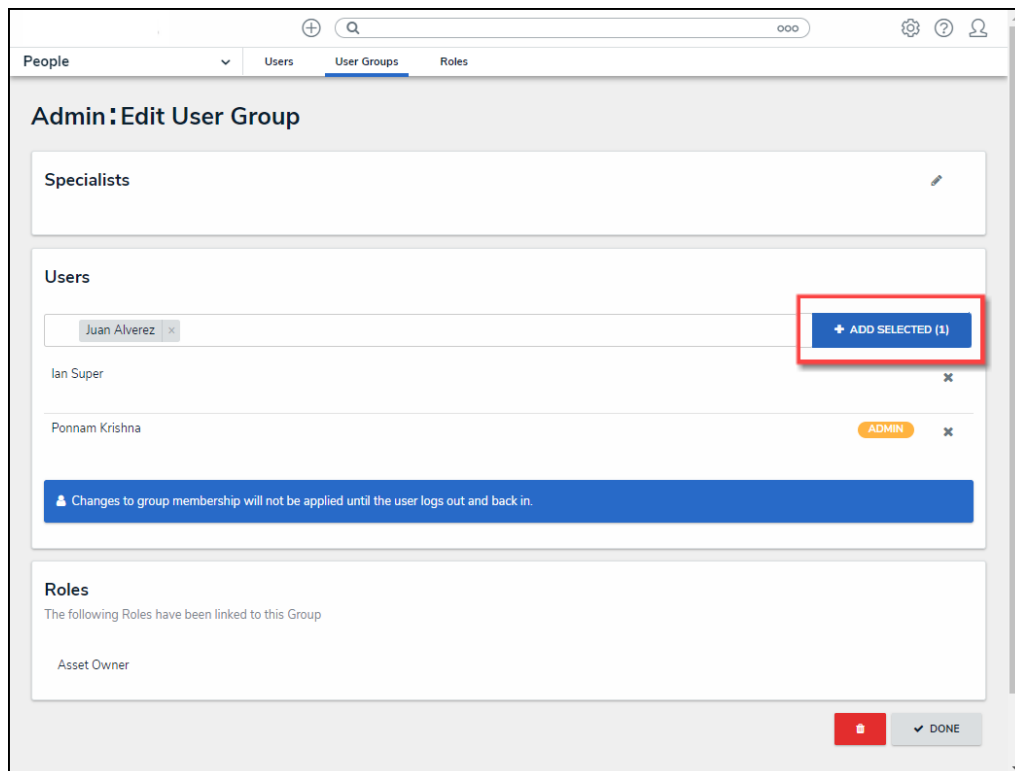 People
Users
User Groups
Roles
Admin:Edit User Group
Specialists
Users
Juan Alverez x
+ ADD SELECTED (1)
Ian Super
Ponnam Krishna
ADMIN
Changes to group membership will not be applied until the user logs out and back in.
Roles
The following Roles have been linked to this Group
Asset Owner
DONE